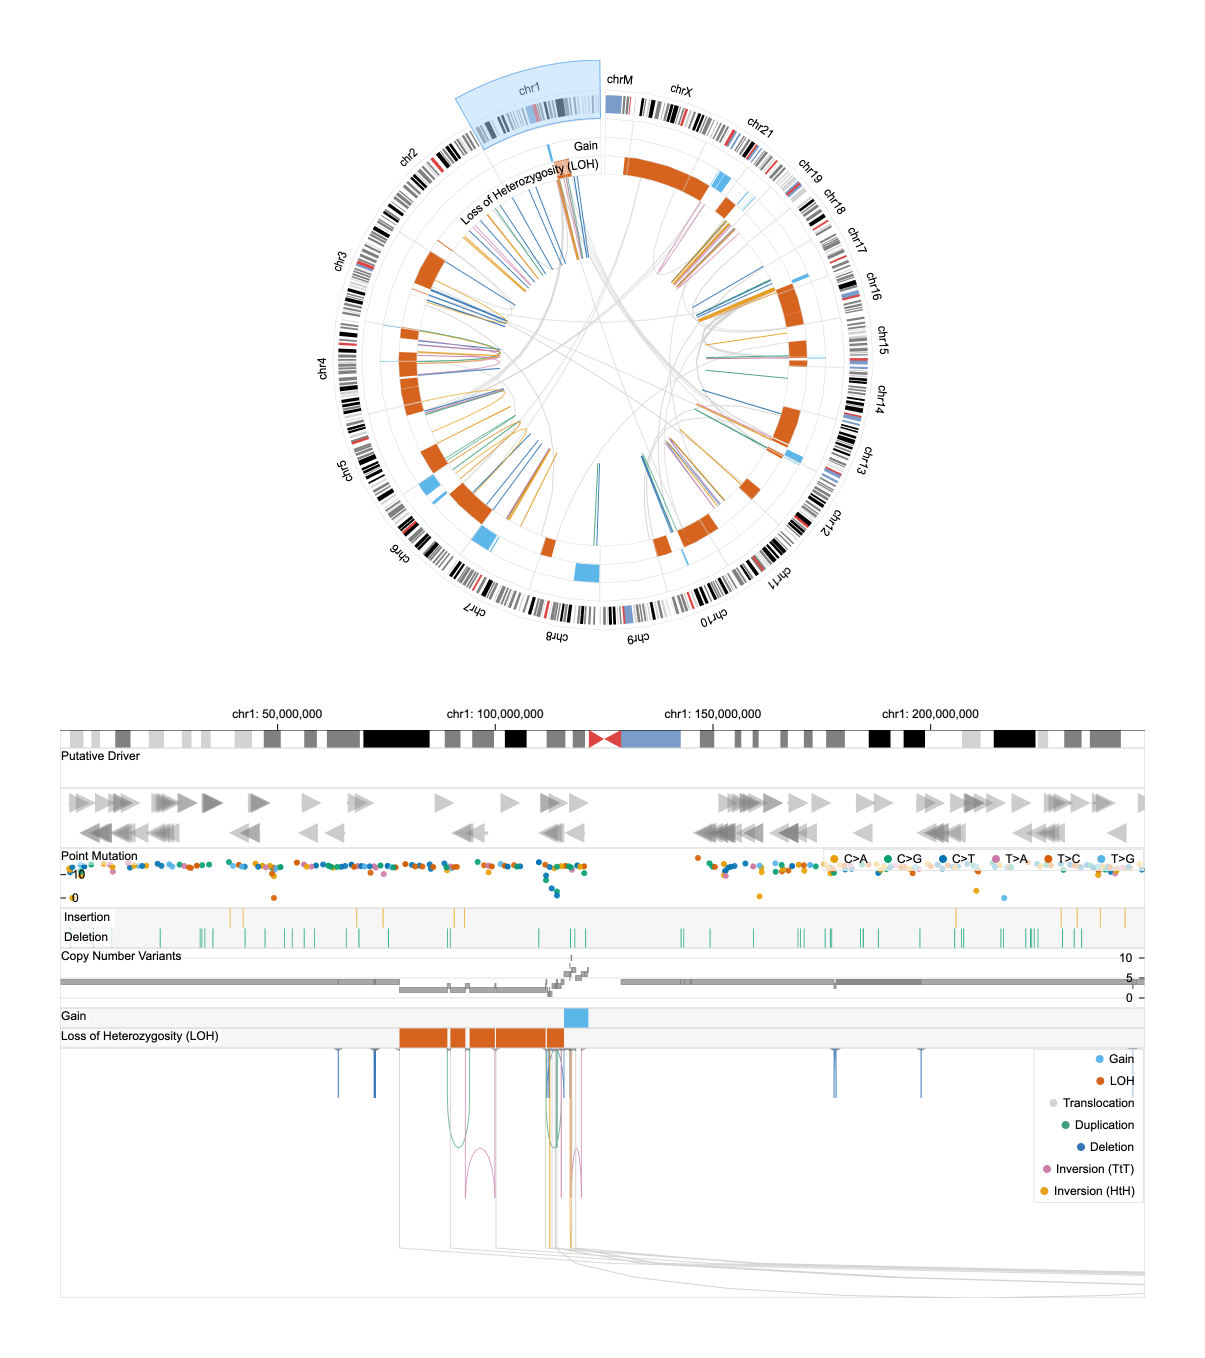 chr1
chrM
chrX
chr21
chr19
chr18
chr17
chr16
chr15
chr14
chr13
chr12
chr11
chr10
chr9
chr8
chr7
chr6
chr5
chr4
chr3
chr2
Gain
Loss of Heterozygosity (LOH)
chr1: 50,000,000 chr1: 100,000,000 chr1: 150,000,000 chr1: 200,000,000
Putative Driver
Point Mutation
C>A C>G C>T T>A T>C T>G
10
0
Insertion
Deletion
Copy Number Variants
10
5
0
Gain
Loss of Heterozygosity (LOH)
Gain
LOH
Translocation
Duplication
Deletion
Inversion (TtT)
Inversion (HtH)